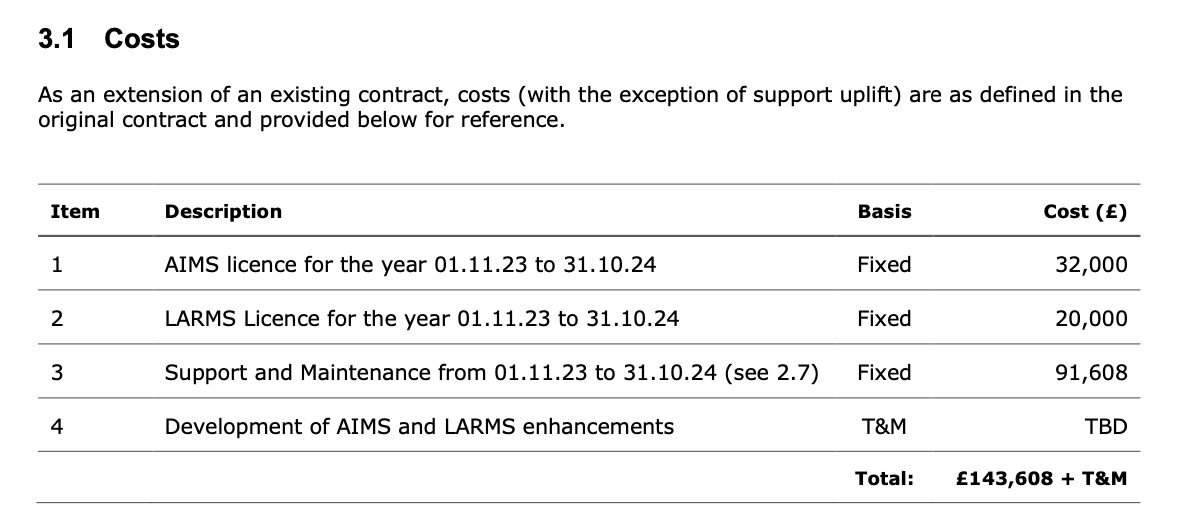 3.1 Costs
As an extension of an existing contract, costs (with the exception of support uplift) are as defined in the
original contract and provided below for reference.
Item Description Basis Cost (£)
1 AIMS licence for the year 01.11.23 to 31.10.24 Fixed 32,000
2 LARMS Licence for the year 01.11.23 to 31.10.24 Fixed 20,000
3 Support and Maintenance from 01.11.23 to 31.10.24 (see 2.7) Fixed 91,608
4 Development of AIMS and LARMS enhancements T&M TBD
Total: £143,608 + T&M